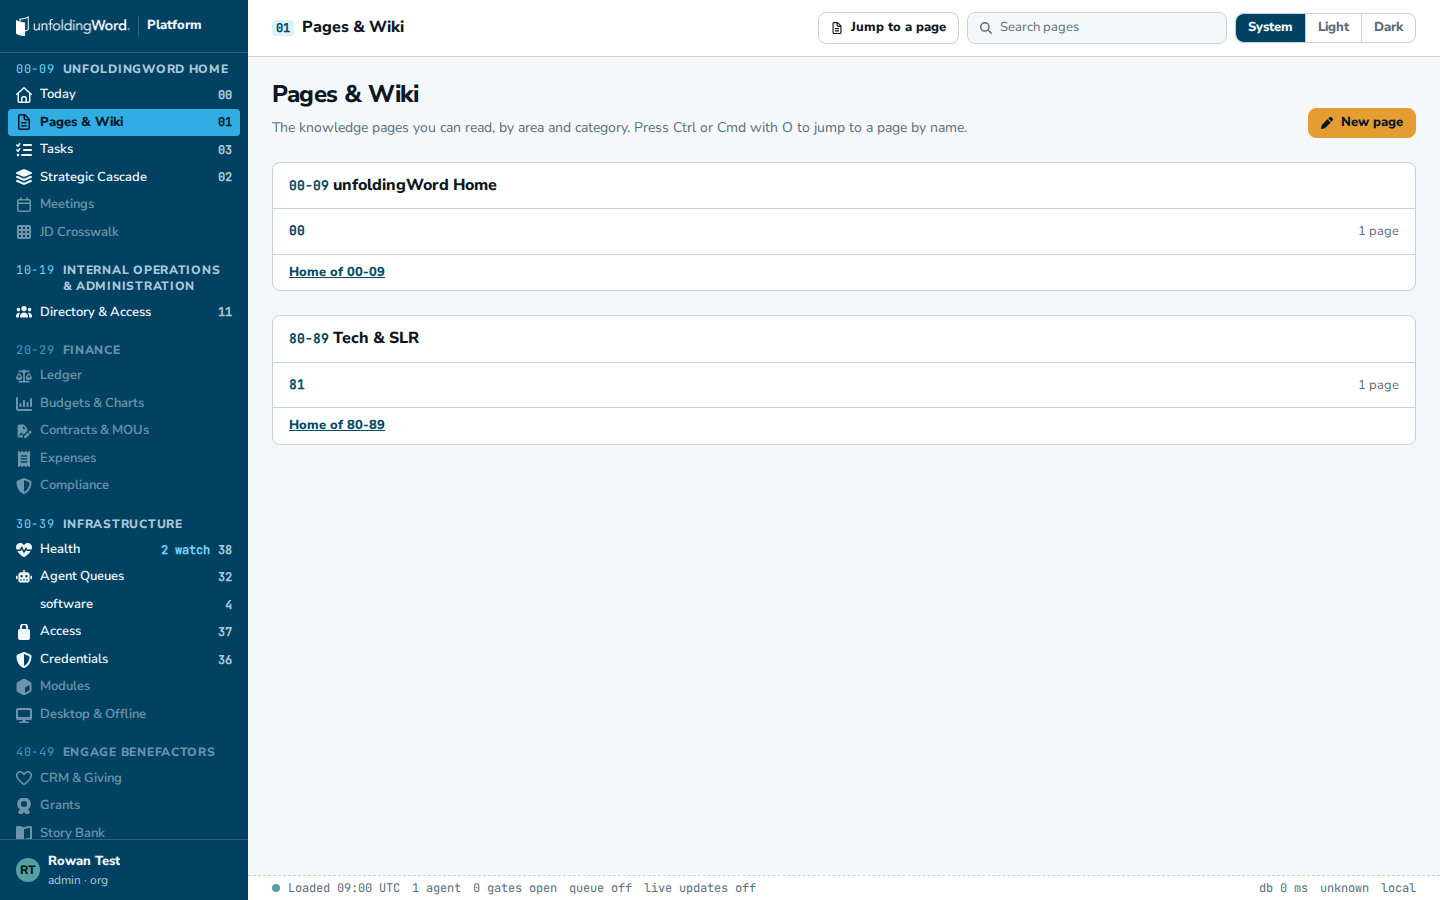 unfoldingWord. Platform
00-09 UNFOLDINGWORD HOME
Today 00
Pages & Wiki 01
Tasks 03
Strategic Cascade 02
Meetings
JD Crosswalk
10-19 INTERNAL OPERATIONS
& ADMINISTRATION
Directory & Access 11
20-29 FINANCE
Ledger
Budgets & Charts
Contracts & MOUs
Expenses
Compliance
30-39 INFRASTRUCTURE
Health 2 watch 38
Agent Queues 32
software 4
Access 37
Credentials 36
Modules
Desktop & Offline
40-49 ENGAGE BENEFACTORS
CRM & Giving
Grants
Story Bank
RT Rowan Test
admin · org
01 Pages & Wiki
Jump to a page
Search pages
System Light Dark
Pages & Wiki
The knowledge pages you can read, by area and category. Press Ctrl or Cmd with O to jump to a page by name.
New page
00-09 unfoldingWord Home
00 1 page
Home of 00-09
80-89 Tech & SLR
81 1 page
Home of 80-89
Loaded 09:00 UTC 1 agent 0 gates open queue off live updates off db 0 ms unknown local